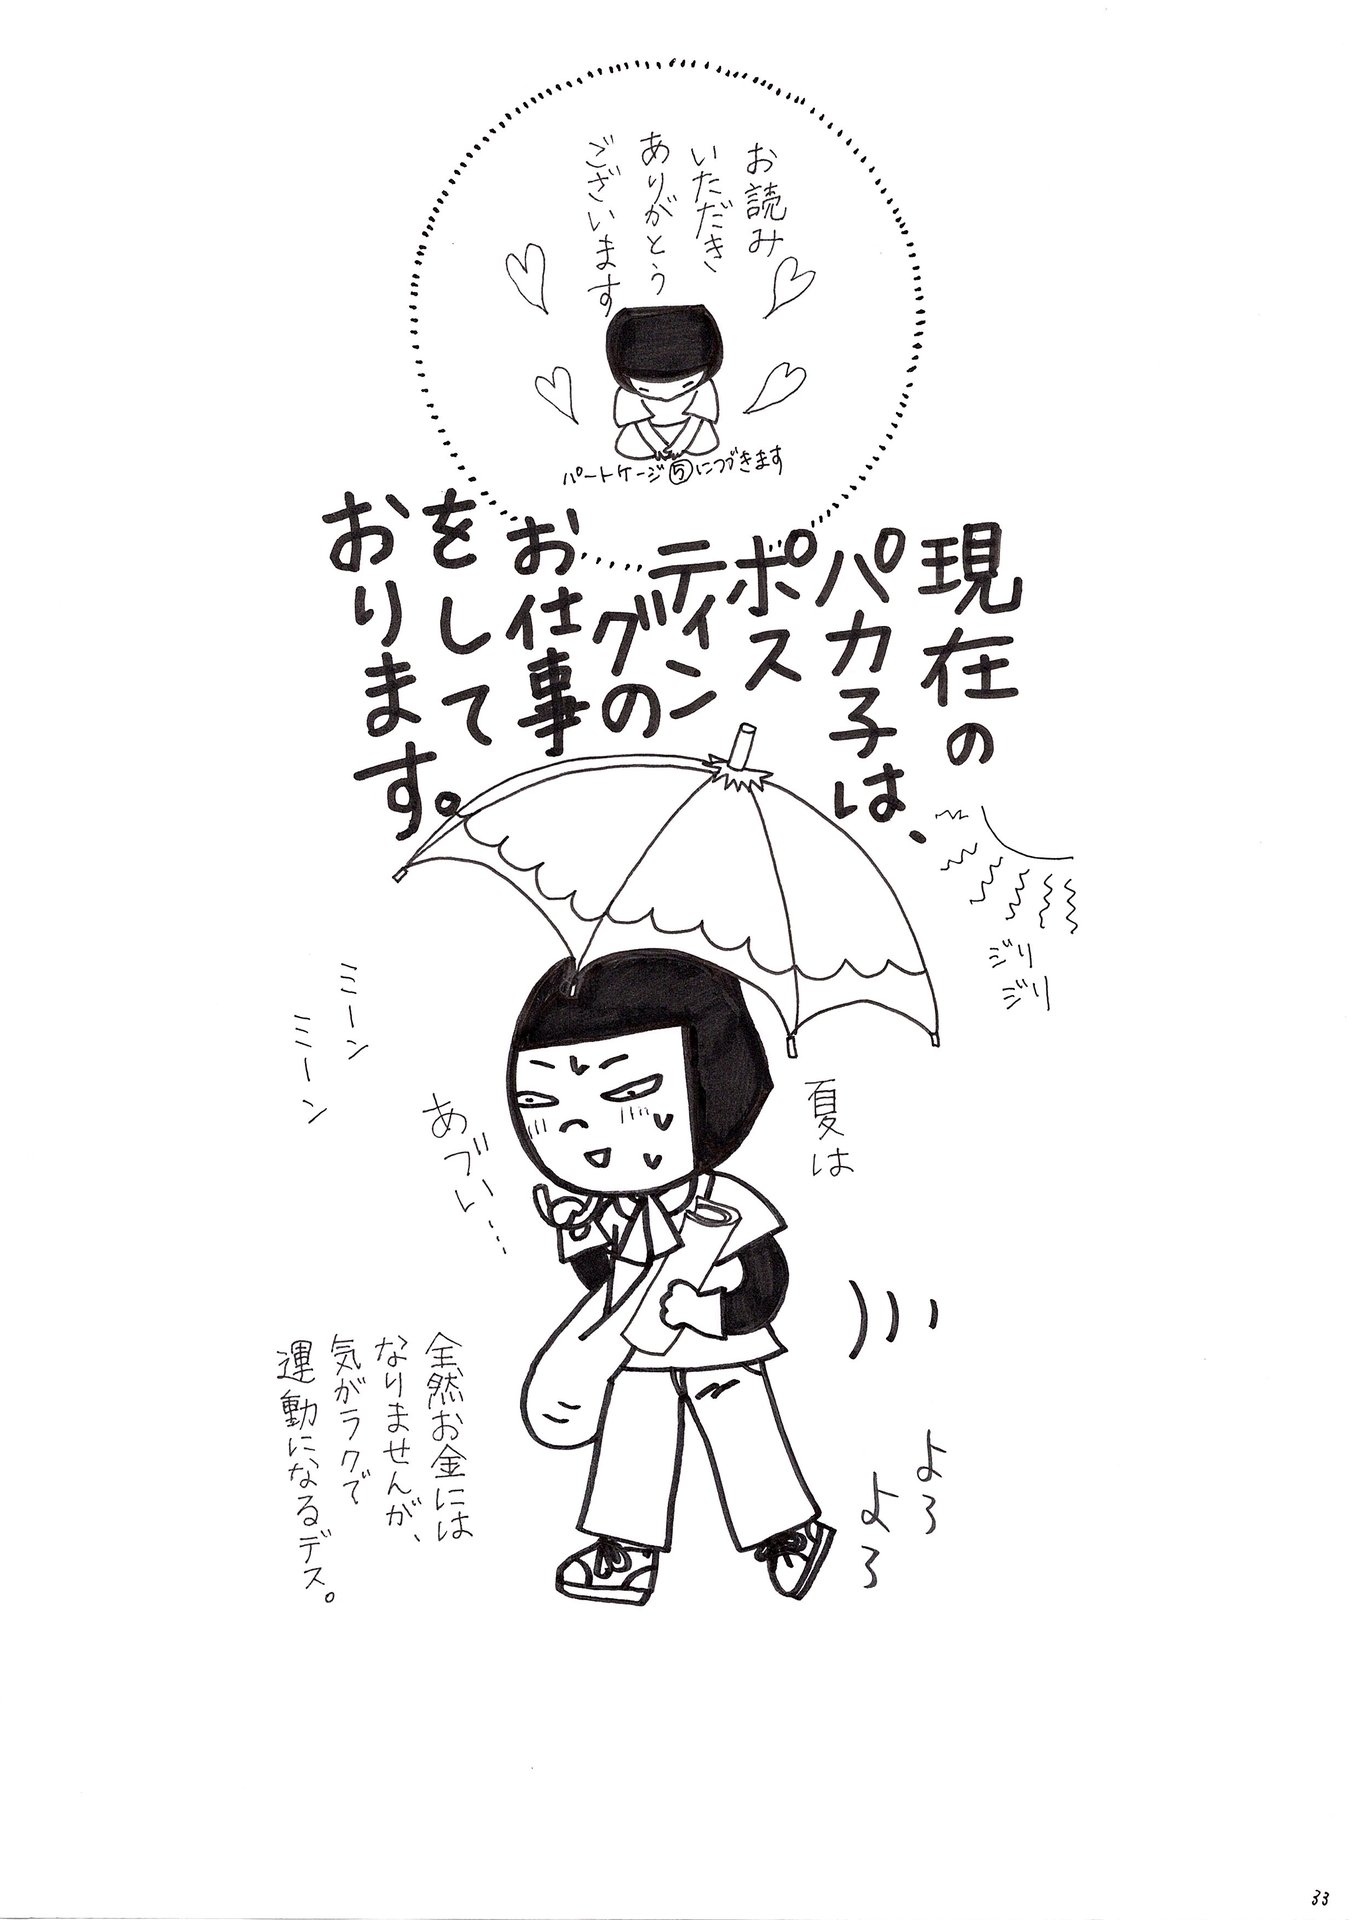 お読み
いただき
ありがとう
ございます
パートケージ⑤につづきます
現在の
パカ子は、
ポス
ティン
グの
お仕事
をして
おります。
ジリ
ジリ
ミーン
ミーン
夏は
あづい…
よろ
よろ
全然お金には
なりませんが、
気がラクで
運動になるデス。
33